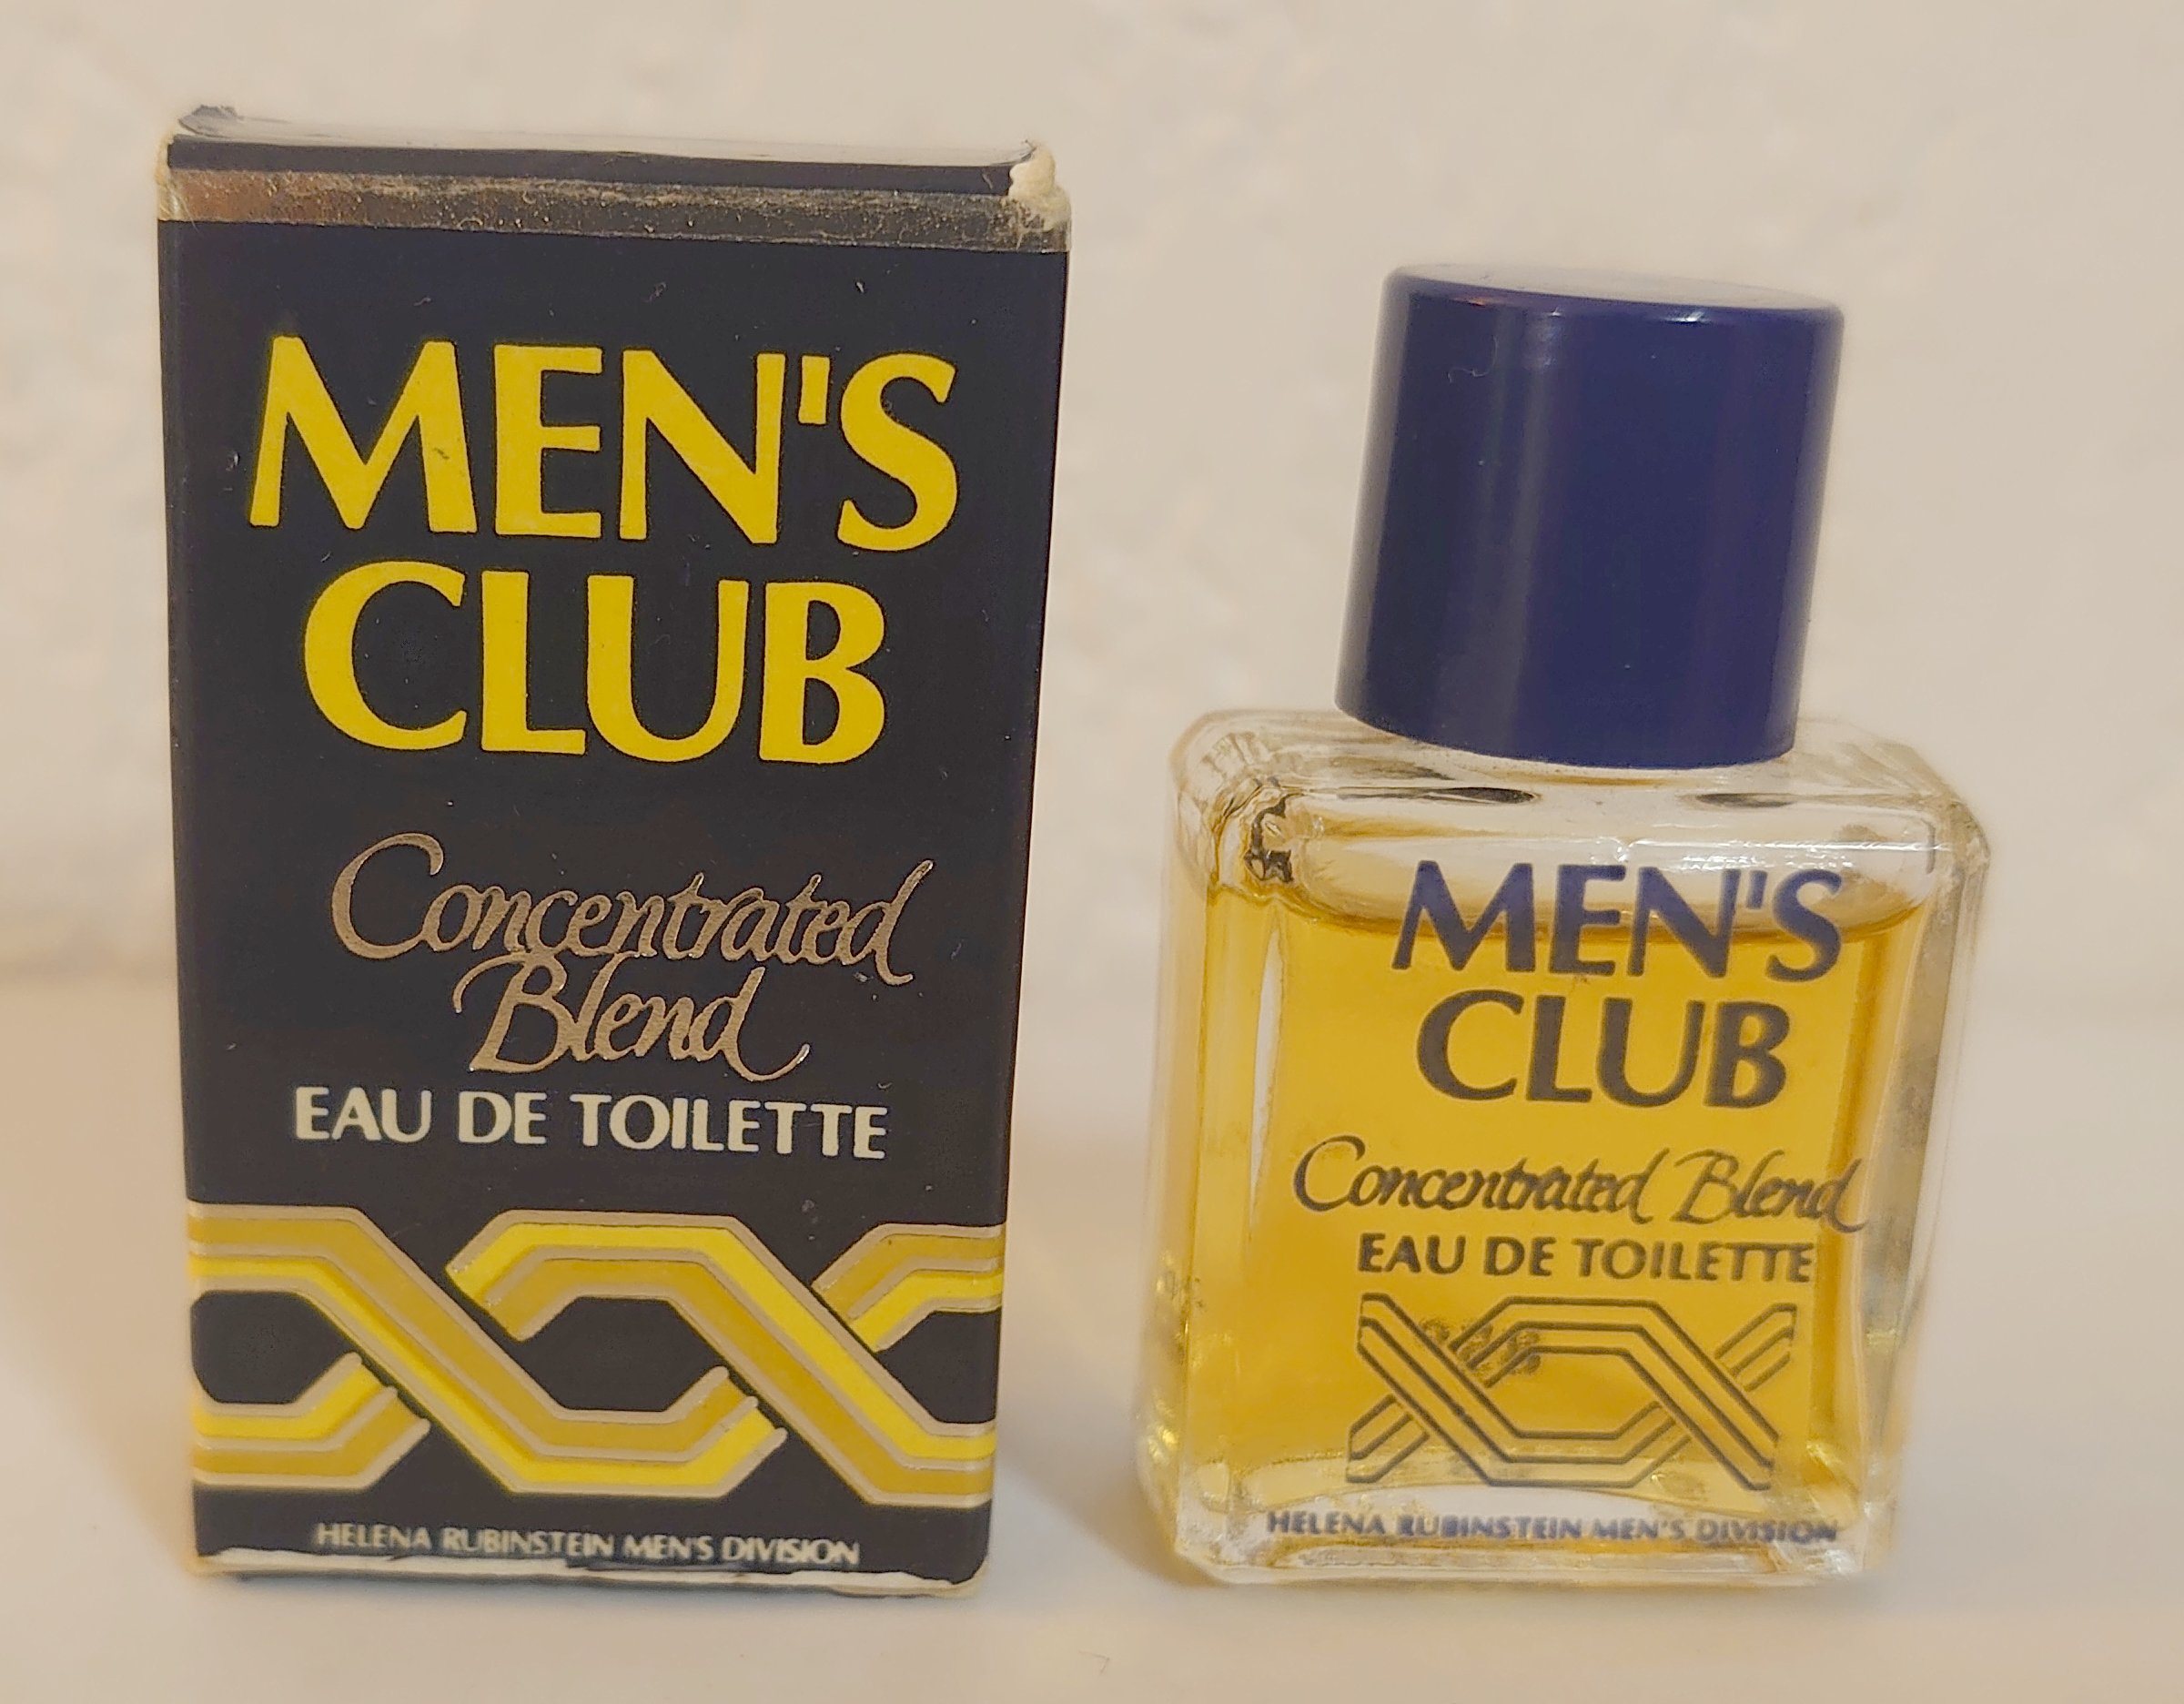 MEN'S
CLUB
Concentrated
Blend
EAU DE TOILETTE
HELENA RUBINSTEIN MEN'S DIVISION
MEN'S
CLUB
Concentrated Blend
EAU DE TOILETTE
HELENA RUBINSTEIN MEN'S DIVISION